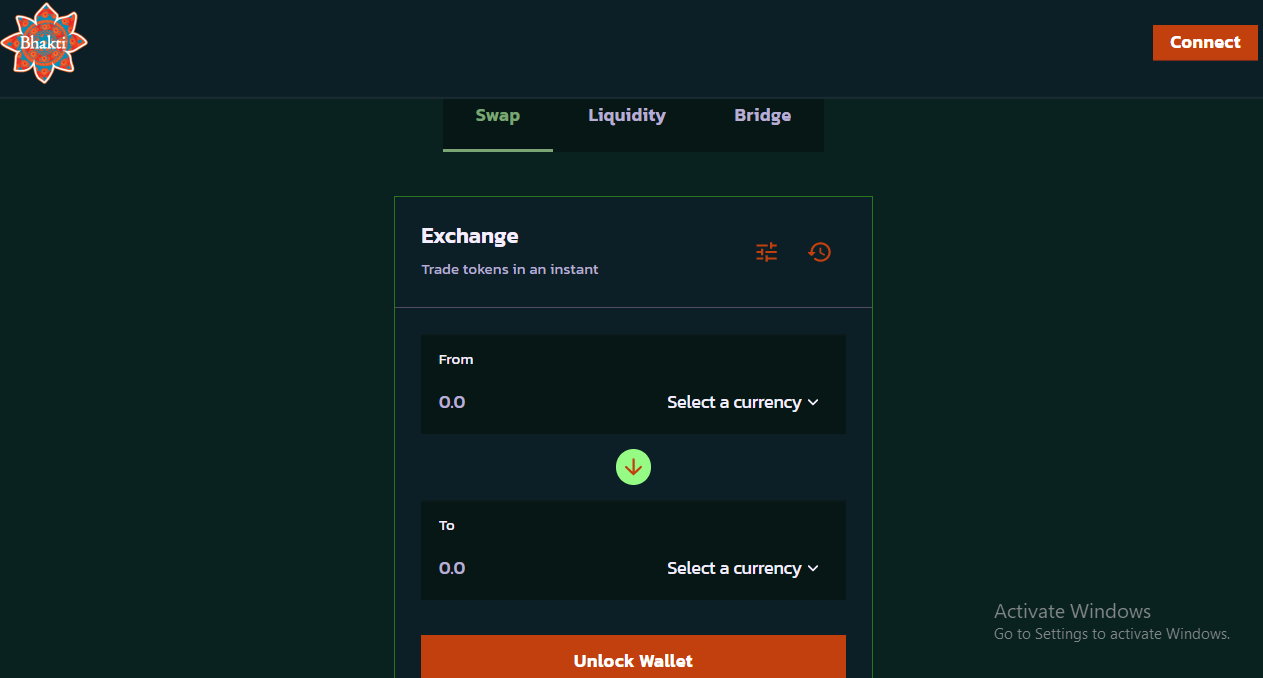 Bhakti
Connect
Swap Liquidity Bridge
Exchange
Trade tokens in an instant
From
0.0 Select a currency
To
0.0 Select a currency
Unlock Wallet
Activate Windows
Go to Settings to activate Windows.